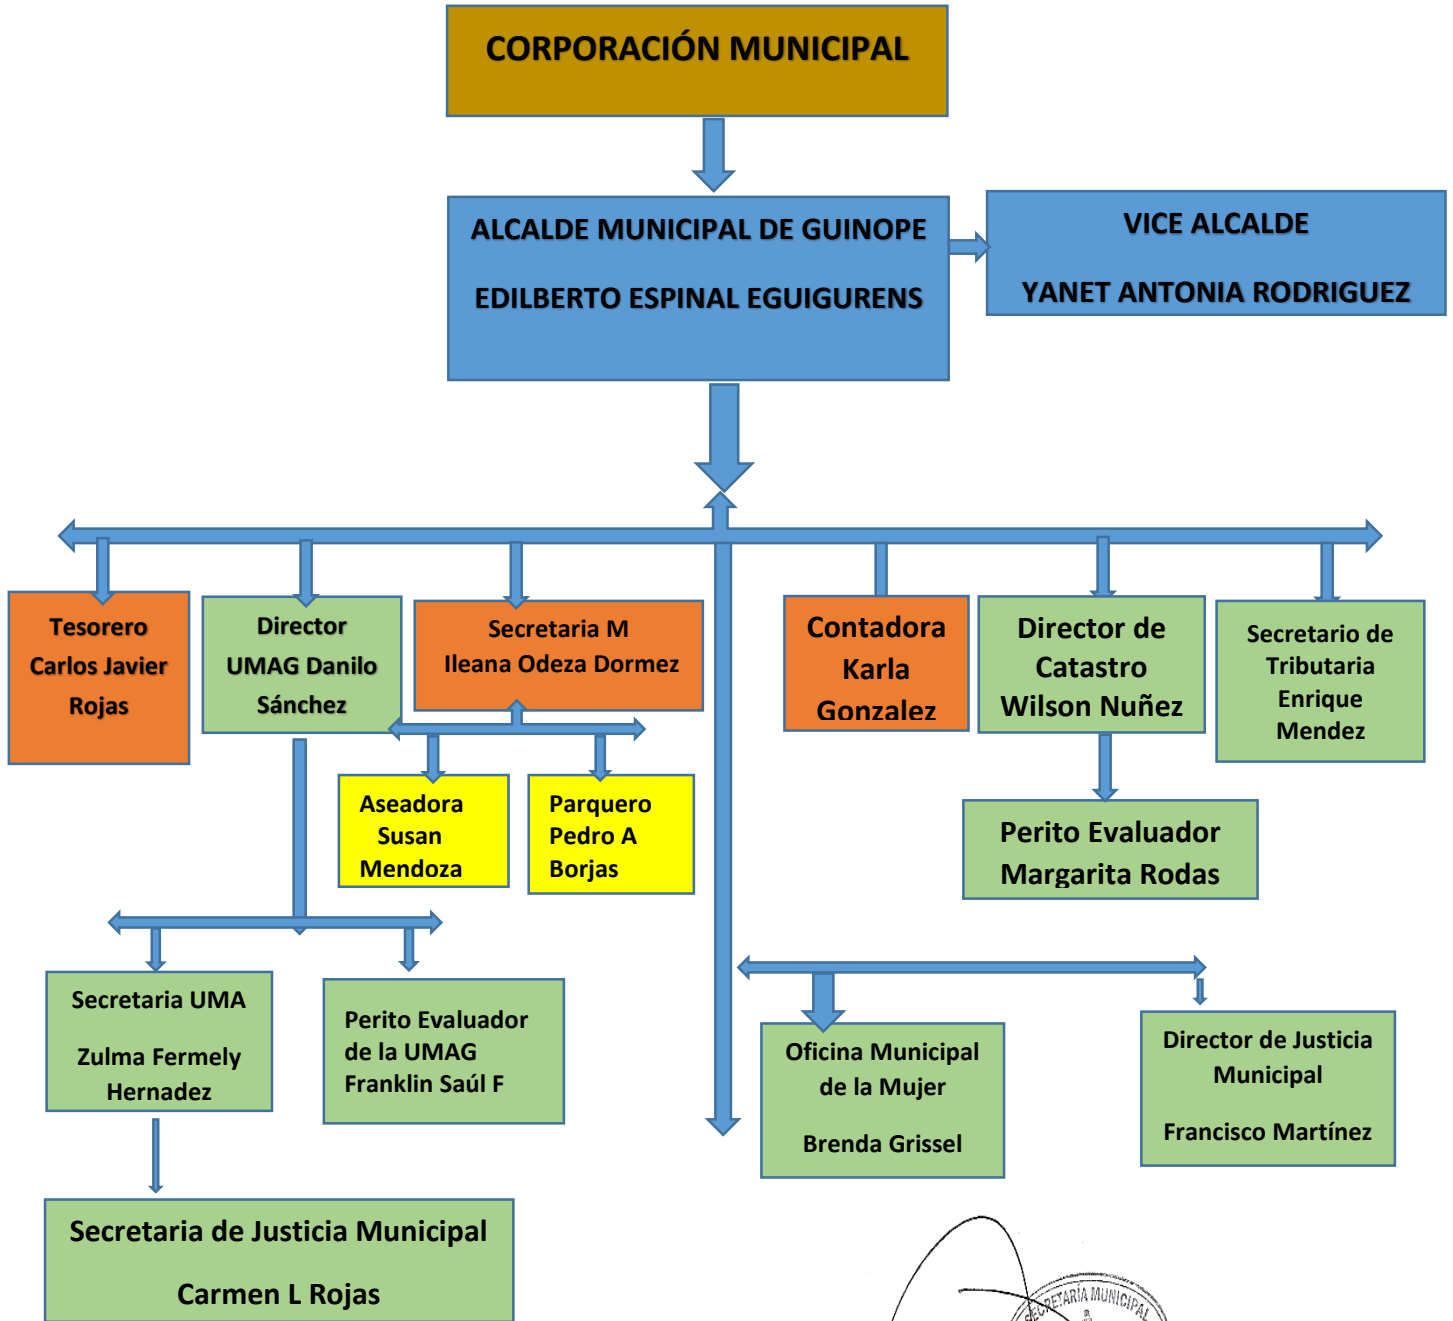 CORPORACIÓN MUNICIPAL
ALCALDE MUNICIPAL DE GUINOPE
EDILBERTO ESPINAL EGUIGURENS
VICE ALCALDE
YANET ANTONIA RODRIGUEZ
Tesorero
Carlos Javier
Rojas
Director
UMAG Danilo
Sánchez
Secretaria M
Ileana Odeza Dormez
Contadora
Karla
Gonzalez
Director de
Catastro
Wilson Nuñez
Secretario de
Tributaria
Enrique
Mendez
Aseadora
Susan
Mendoza
Parquero
Pedro A
Borjas
Perito Evaluador
Margarita Rodas
Secretaria UMA
Zulma Fermely
Hernadez
Perito Evaluador
de la UMAG
Franklin Saúl F
Oficina Municipal
de la Mujer
Brenda Grissel
Director de Justicia
Municipal
Francisco Martínez
Secretaria de Justicia Municipal
Carmen L Rojas
SECRETARÍA MUNICIPAL